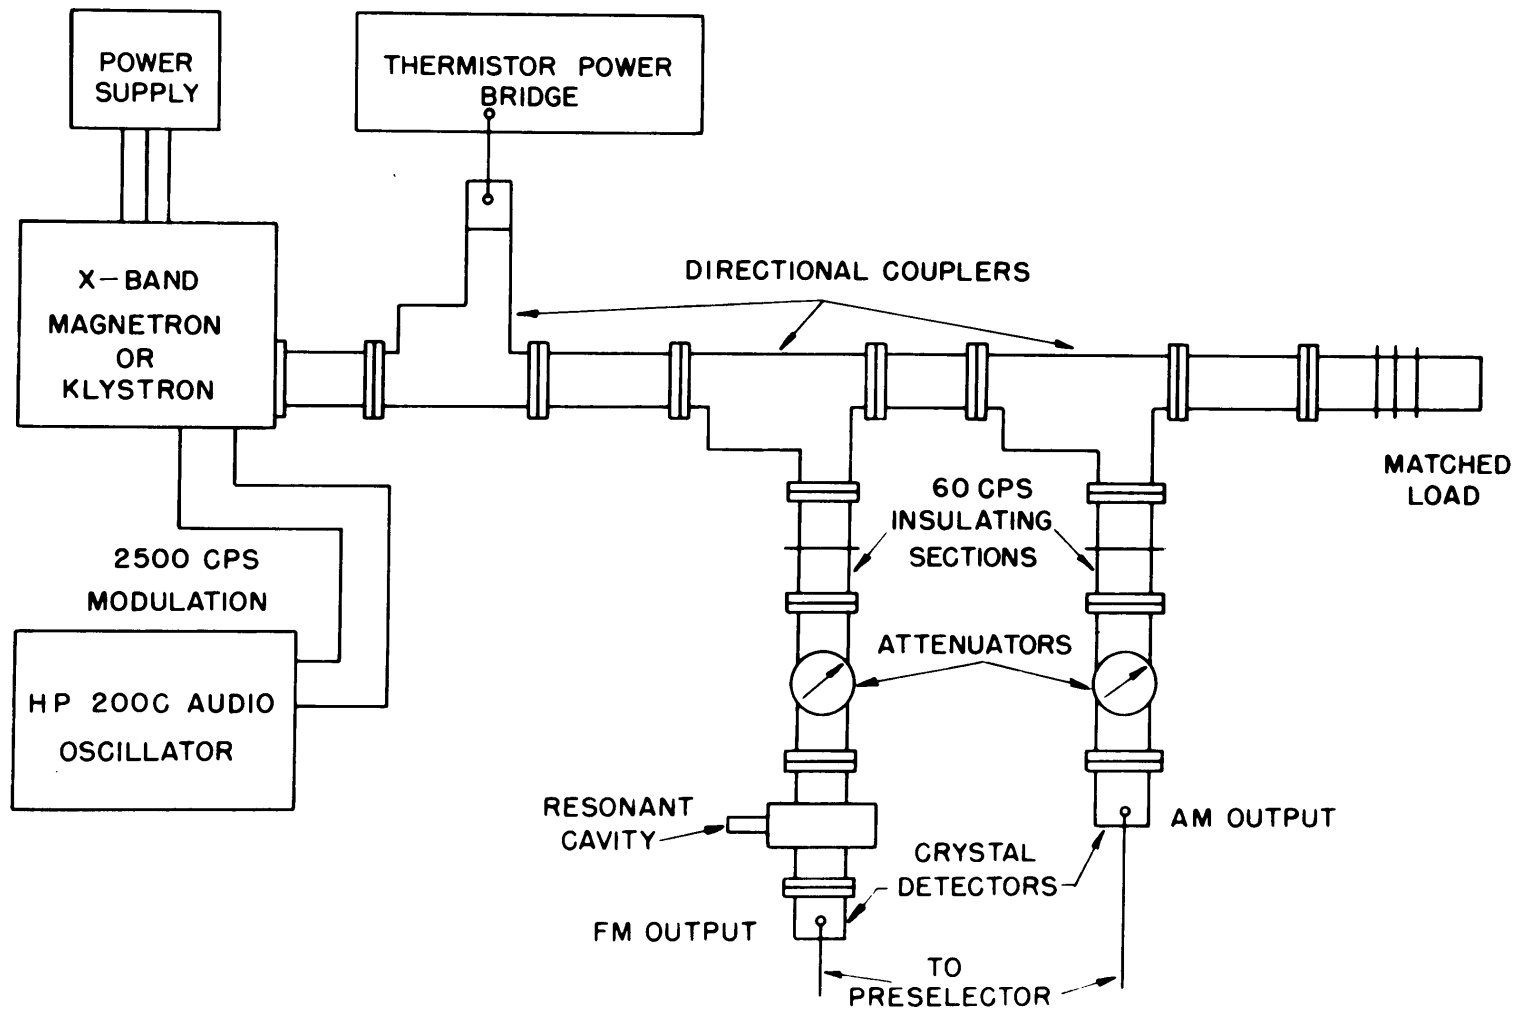 POWER
SUPPLY
THERMISTOR POWER
BRIDGE
X-BAND
MAGNETRON
OR
KLYSTRON
DIRECTIONAL COUPLERS
MATCHED
LOAD
60 CPS
INSULATING
SECTIONS
2500 CPS
MODULATION
ATTENUATORS
HP 200C AUDIO
OSCILLATOR
RESONANT
CAVITY
AM OUTPUT
CRYSTAL
DETECTORS
FM OUTPUT
TO
PRESELECTOR